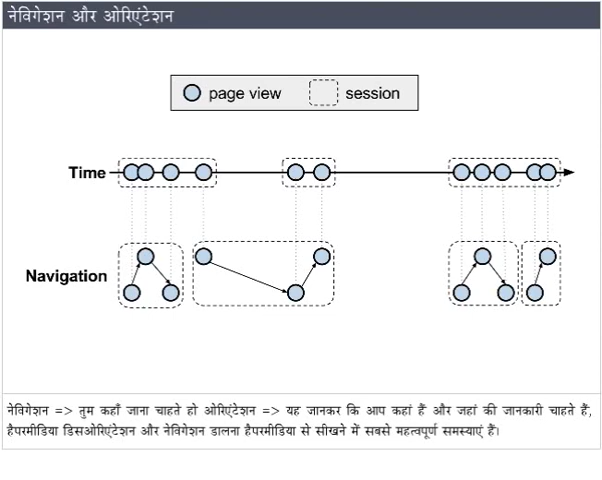 नेविगेशन और ओरिएंटेशन
page view
session
Time
Navigation
नेविगेशन => तुम कहाँ जाना चाहते हो ओरिएंटेशन => यह जानकर कि आप कहां हैं और जहां की जानकारी चाहते हैं,
हैपरमीडिया डिसओरिएंटेशन और नेविगेशन डालना हैपरमीडिया से सीखने में सबसे महत्वपूर्ण समस्याएं हैं।